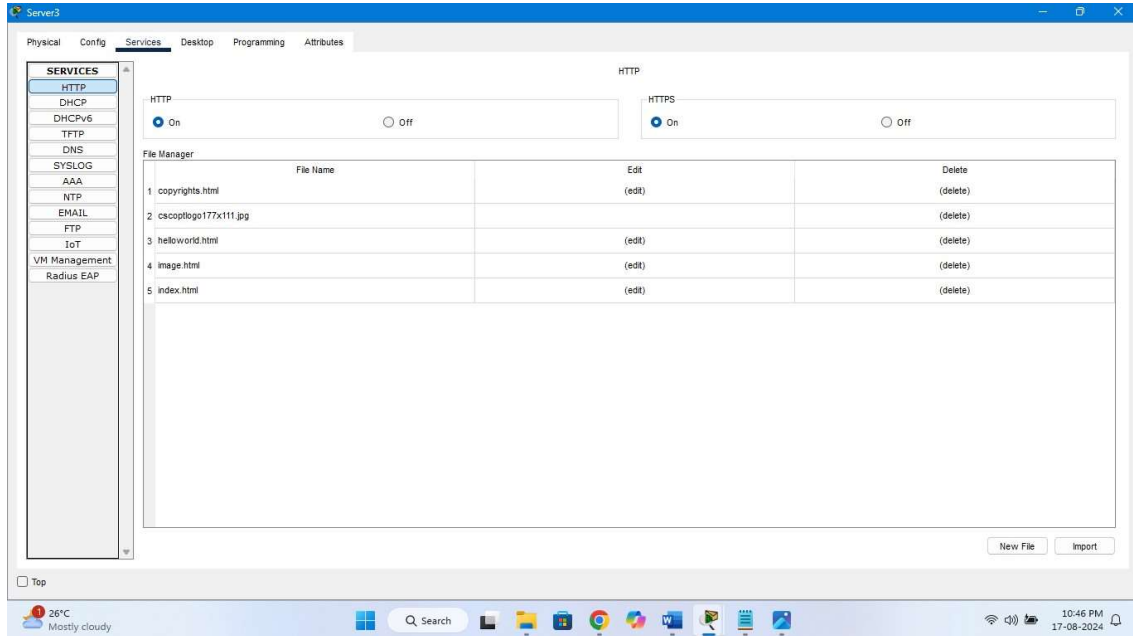 Server3
Physical Config Services Desktop Programming Attributes
SERVICES
HTTP
DHCP
DHCPv6
TFTP
DNS
SYSLOG
AAA
NTP
EMAIL
FTP
IoT
VM Management
Radius EAP
HTTP
HTTP
On Off
HTTPS
On Off
File Manager
File Name Edit Delete
1 copyrights.html (edit) (delete)
2 cscoptlogo177x111.jpg (delete)
3 helloworld.html (edit) (delete)
4 image.html (edit) (delete)
5 index.html (edit) (delete)
New File Import
Top
1
26°C
Mostly cloudy
Search
10:46 PM
17-08-2024